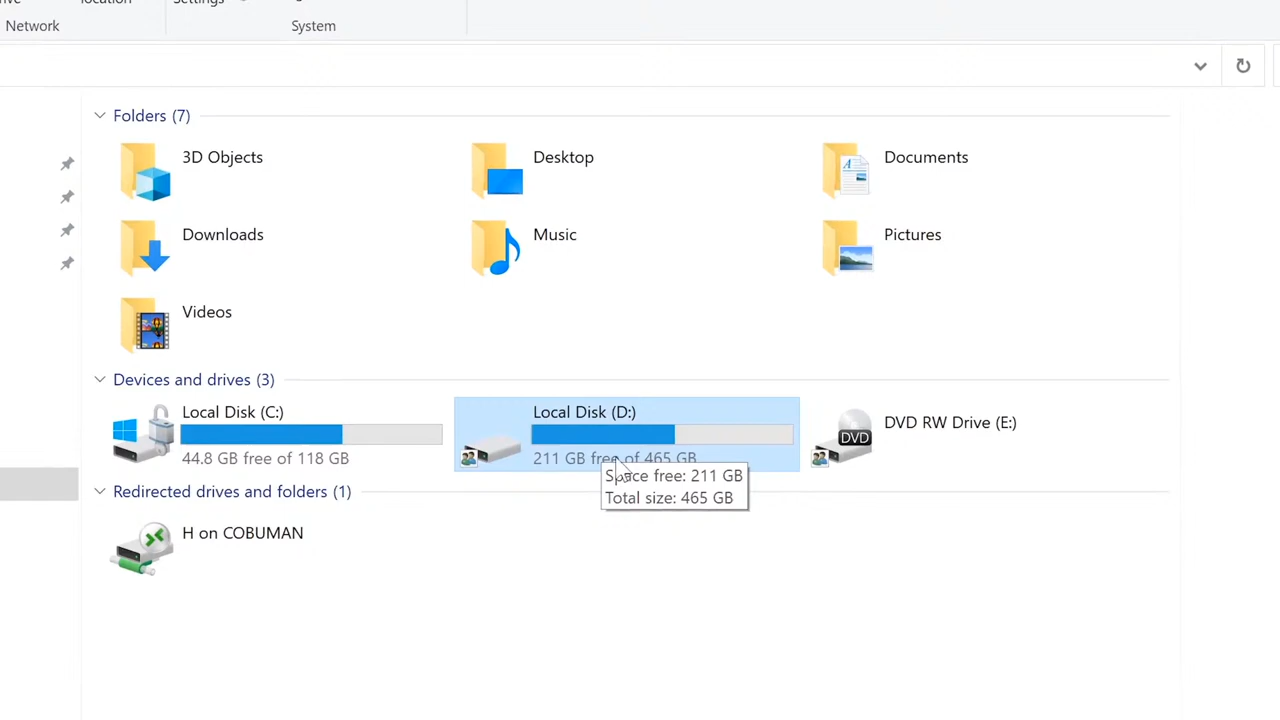 Network
location
Settings
System
Folders (7)
3D Objects
Desktop
Documents
Downloads
Music
Pictures
Videos
Devices and drives (3)
Local Disk (C:)
44.8 GB free of 118 GB
Local Disk (D:)
211 GB free of 465 GB
Space free: 211 GB
Total size: 465 GB
DVD RW Drive (E:)
DVD
Redirected drives and folders (1)
H on COBUMAN